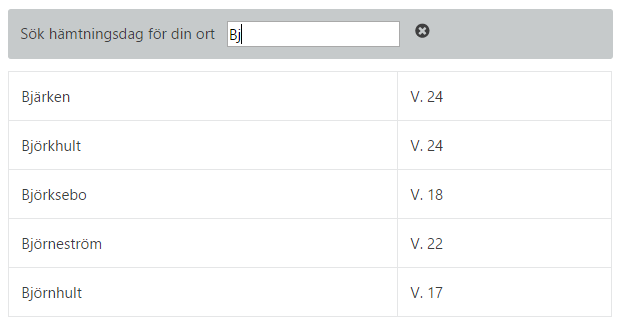 Sök hämtningsdag för din ort Bj
Bjärken V. 24
Björkhult V. 24
Björksebo V. 18
Björneström V. 22
Björnhult V. 17